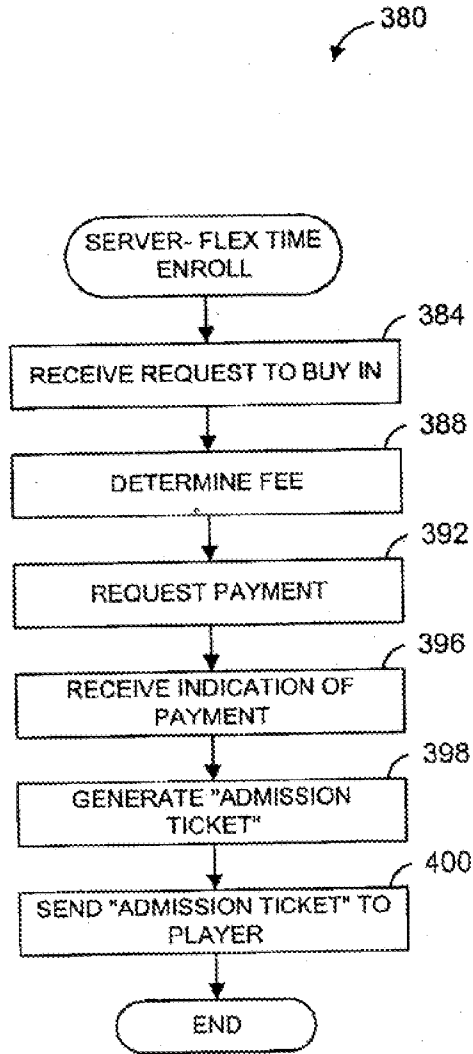 380
SERVER- FLEX TIME
ENROLL
384
RECEIVE REQUEST TO BUY IN
388
DETERMINE FEE
392
REQUEST PAYMENT
396
RECEIVE INDICATION OF
PAYMENT
398
GENERATE "ADMISSION
TICKET"
400
SEND "ADMISSION TICKET" TO
PLAYER
END